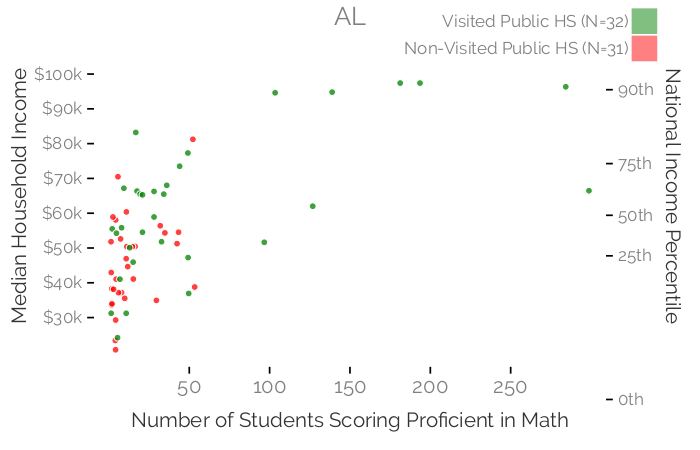 AL
Visited Public HS (N=32)
Non-Visited Public HS (N=31)
Median Household Income
$100k
$90k
$80k
$70k
$60k
$50k
$40k
$30k
National Income Percentile
90th
75th
50th
25th
0th
50 100 150 200 250
Number of Students Scoring Proficient in Math